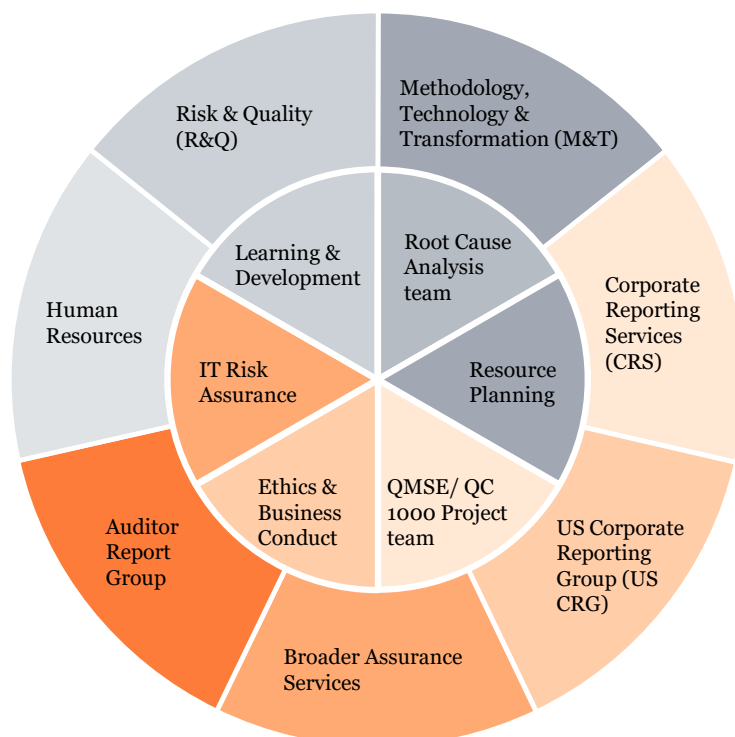 Risk & Quality
(R&Q)
Methodology,
Technology &
Transformation (M&T)
Learning &
Development
Root Cause
Analysis
team
Human
Resources
IT Risk
Assurance
Resource
Planning
Corporate
Reporting
Services
(CRS)
Ethics &
Business
Conduct
QMSE/ QC
1000 Project
team
Auditor
Report
Group
US Corporate
Reporting
Group (US
CRG)
Broader Assurance
Services